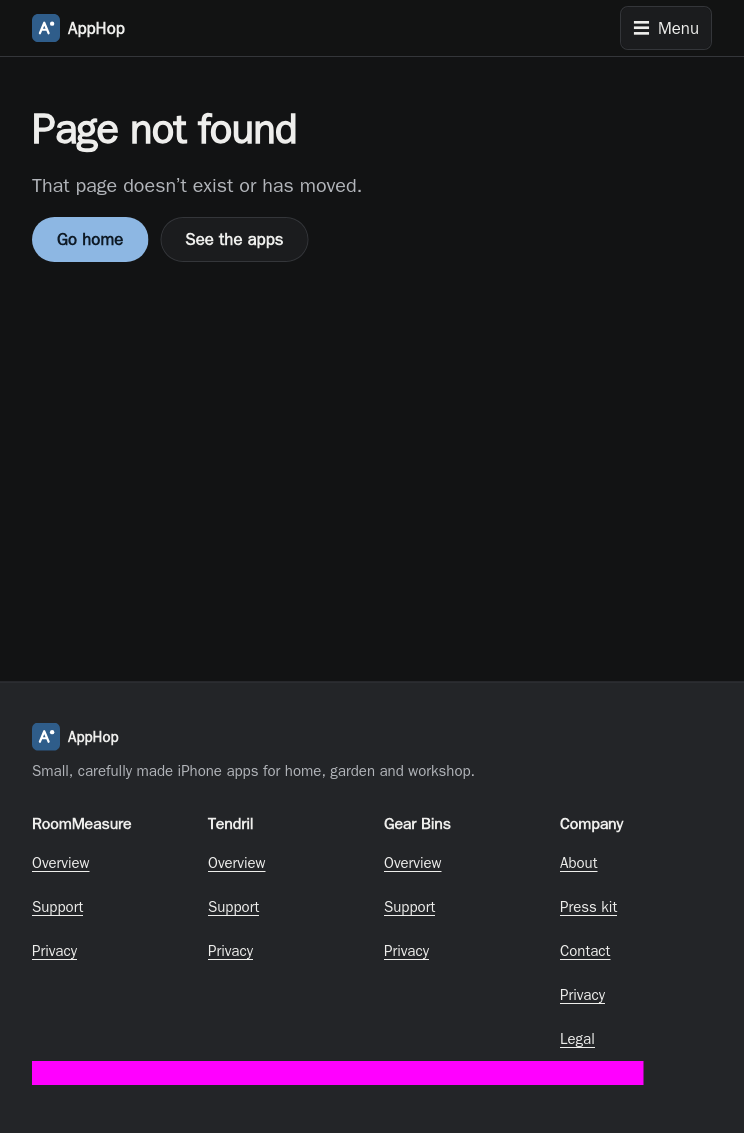 AppHop
Menu
Page not found
That page doesn’t exist or has moved.
Go home
See the apps
AppHop
Small, carefully made iPhone apps for home, garden and workshop.
RoomMeasure
Overview
Support
Privacy
Tendril
Overview
Support
Privacy
Gear Bins
Overview
Support
Privacy
Company
About
Press kit
Contact
Privacy
Legal